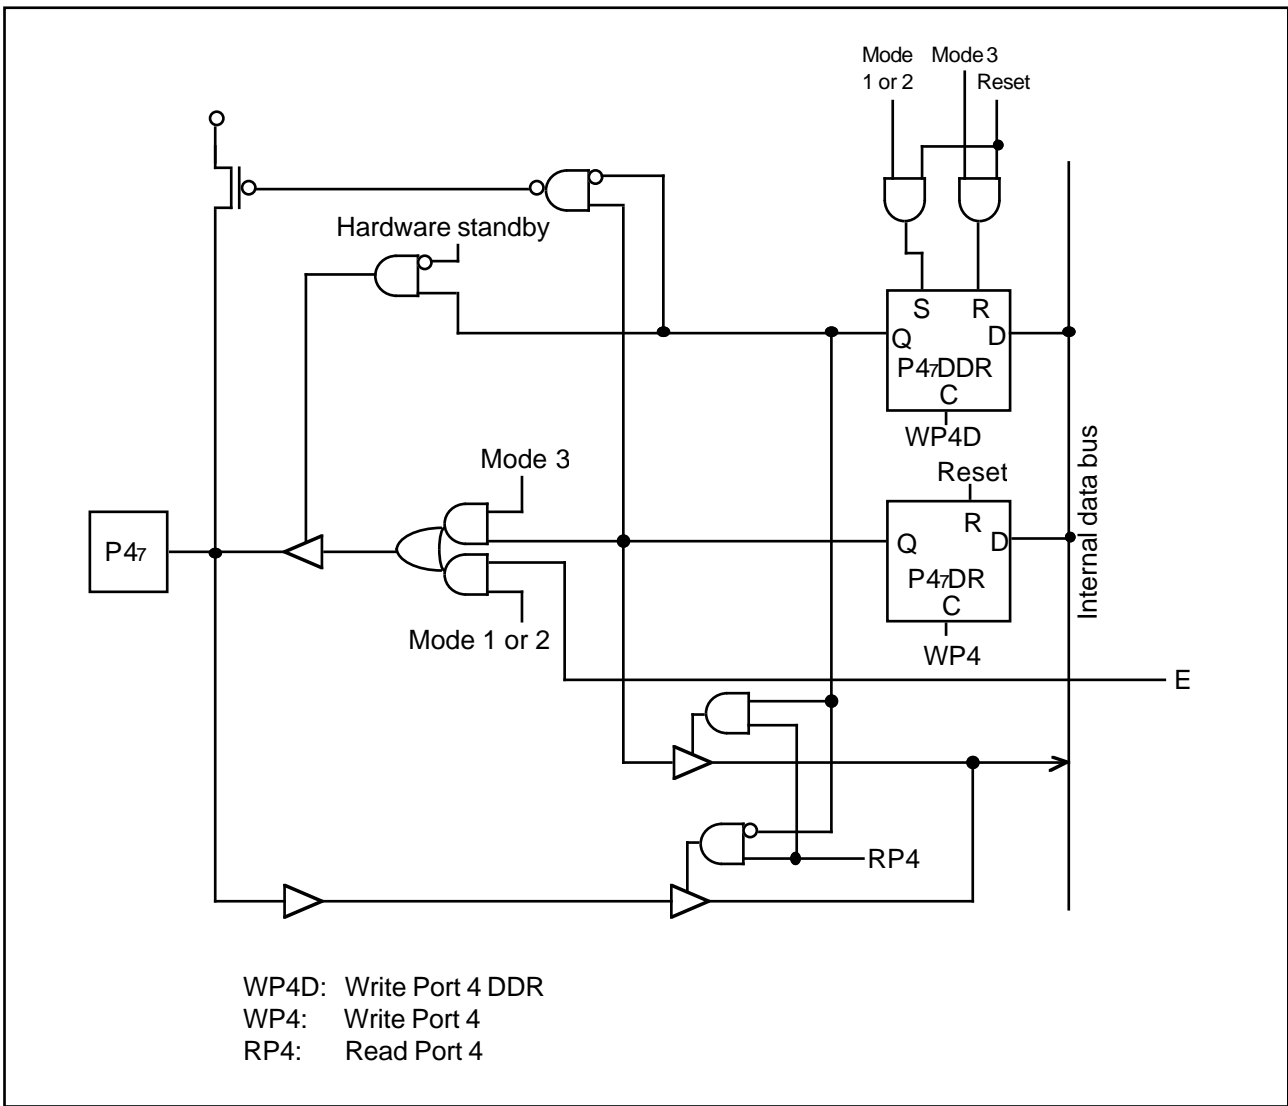 Mode
1 or 2
Mode 3
Reset
Hardware standby
S R
Q D
P47DDR
C
WP4D
Mode 3
Reset
Internal data bus
R
P47
Q D
P47DR
C
Mode 1 or 2
WP4
E
RP4
WP4D: Write Port 4 DDR
WP4: Write Port 4
RP4: Read Port 4